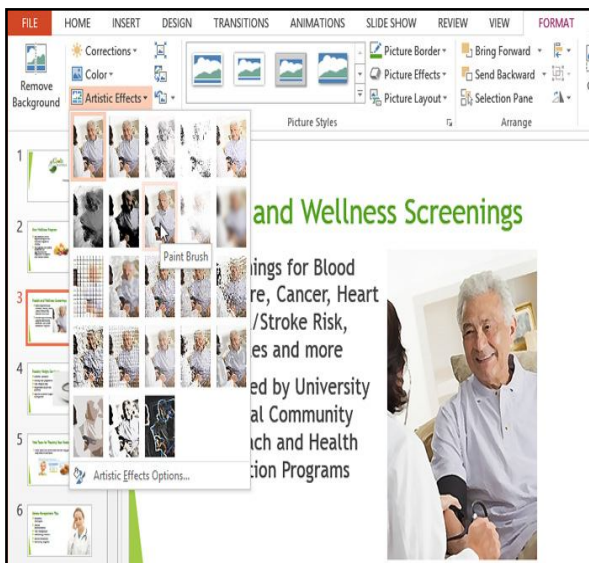 FILE HOME INSERT DESIGN TRANSITIONS ANIMATIONS SLIDE SHOW REVIEW VIEW FORMAT
Remove
Background
Corrections
Color
Artistic Effects
Picture Border
Picture Effects
Picture Layout
Bring Forward
Send Backward
Selection Pane
Picture Styles
Arrange
Paint Brush
Artistic Effects Options...
1
2
3
4
5
6
and Wellness Screenings
nings for Blood
re, Cancer, Heart
/Stroke Risk,
es and more
ed by University
al Community
ach and Health
tion Programs